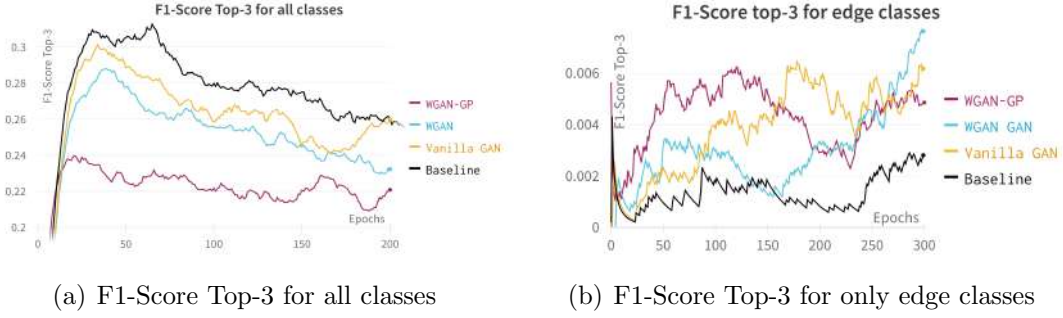 F1-Score Top-3 for all classes
F1-Score Top-3
0.3
0.28
0.26
0.24
0.22
0.2
0
50
100
150
200
Epochs
WGAN-GP
WGAN
Vanilla GAN
Baseline
(a) F1-Score Top-3 for all classes
F1-Score top-3 for edge classes
F1-Score Top-3
0.006
0.004
0.002
0
0
50
100
150
200
250
300
Epochs
WGAN-GP
WGAN GAN
Vanilla GAN
Baseline
(b) F1-Score Top-3 for only edge classes